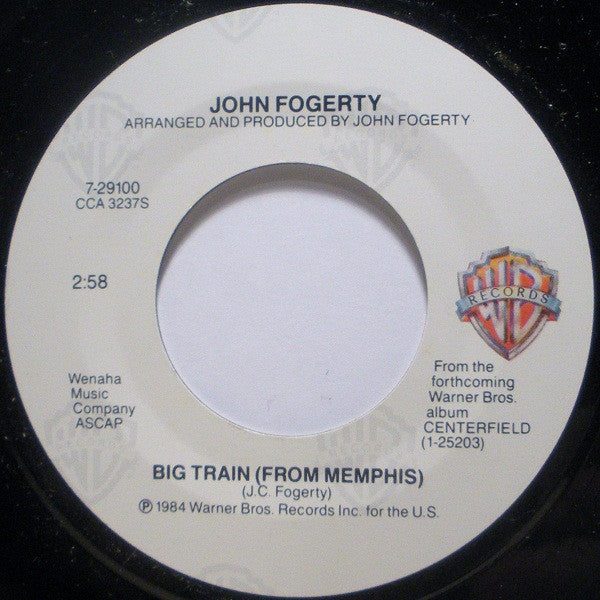 JOHN FOGERTY
ARRANGED AND PRODUCED BY JOHN FOGERTY
7-29100
CCA 3237S
2:58
WB
RECORDS
Wenaha
Music
Company
ASCAP
From the
forthcoming
Warner Bros.
album
CENTERFIELD
(1-25203)
BIG TRAIN (FROM MEMPHIS)
(J.C. Fogerty)
℗ 1984 Warner Bros. Records Inc. for the U.S.